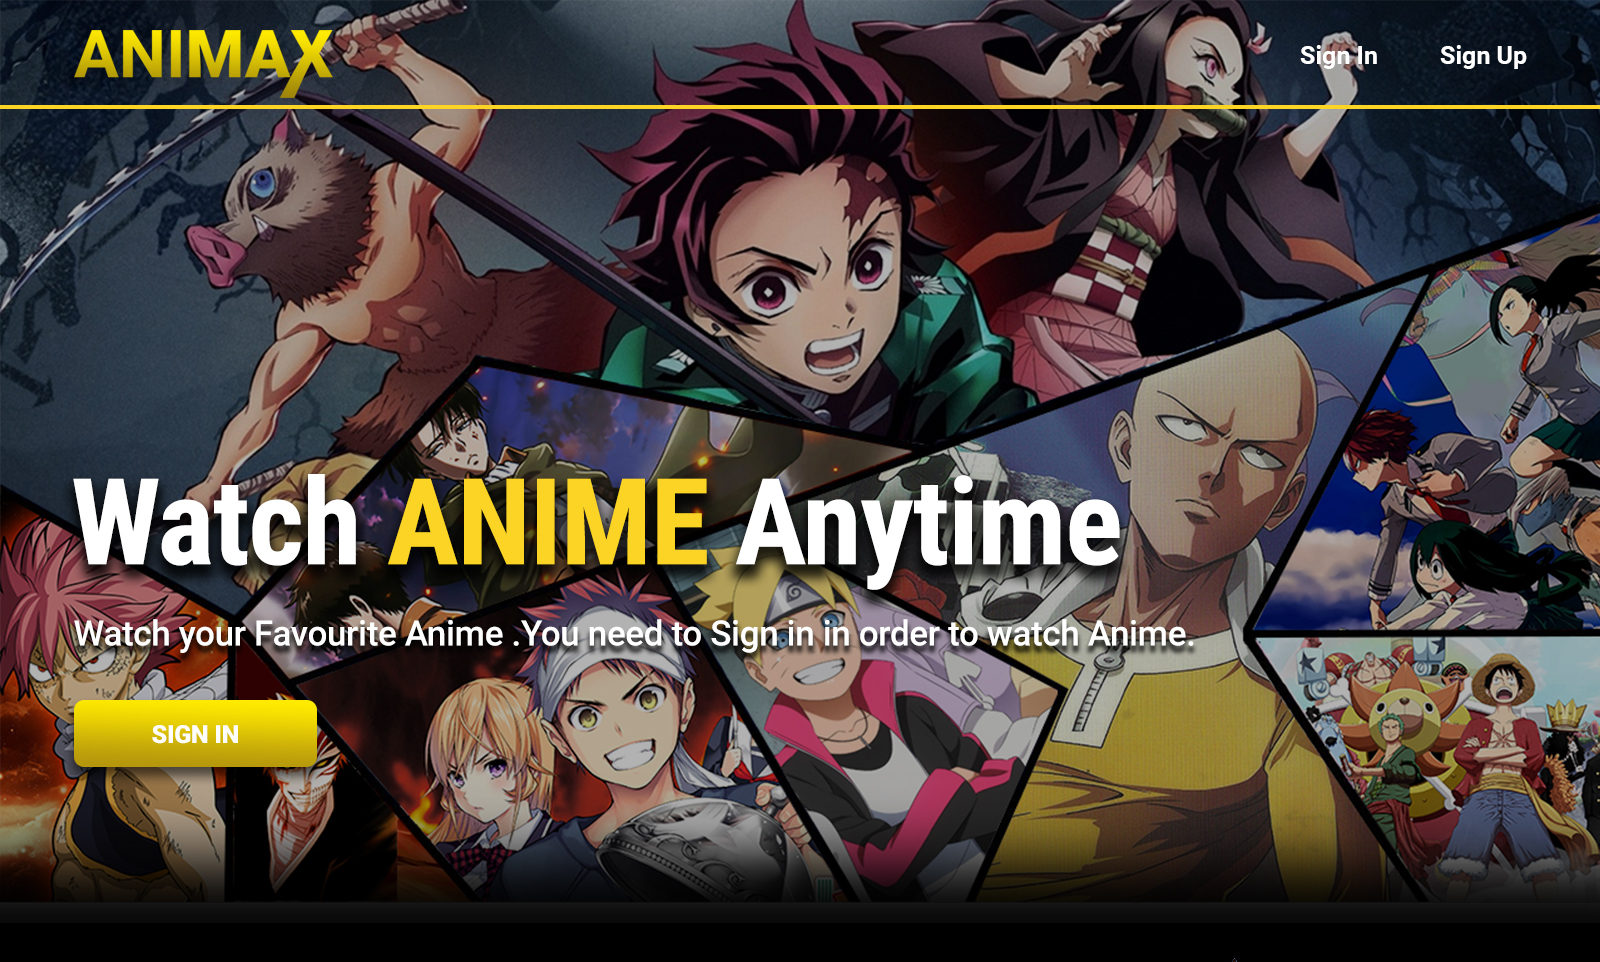 ANIMAX
Sign In
Sign Up
Watch ANIME Anytime
Watch your Favourite Anime .You need to Sign in in order to watch Anime.
SIGN IN